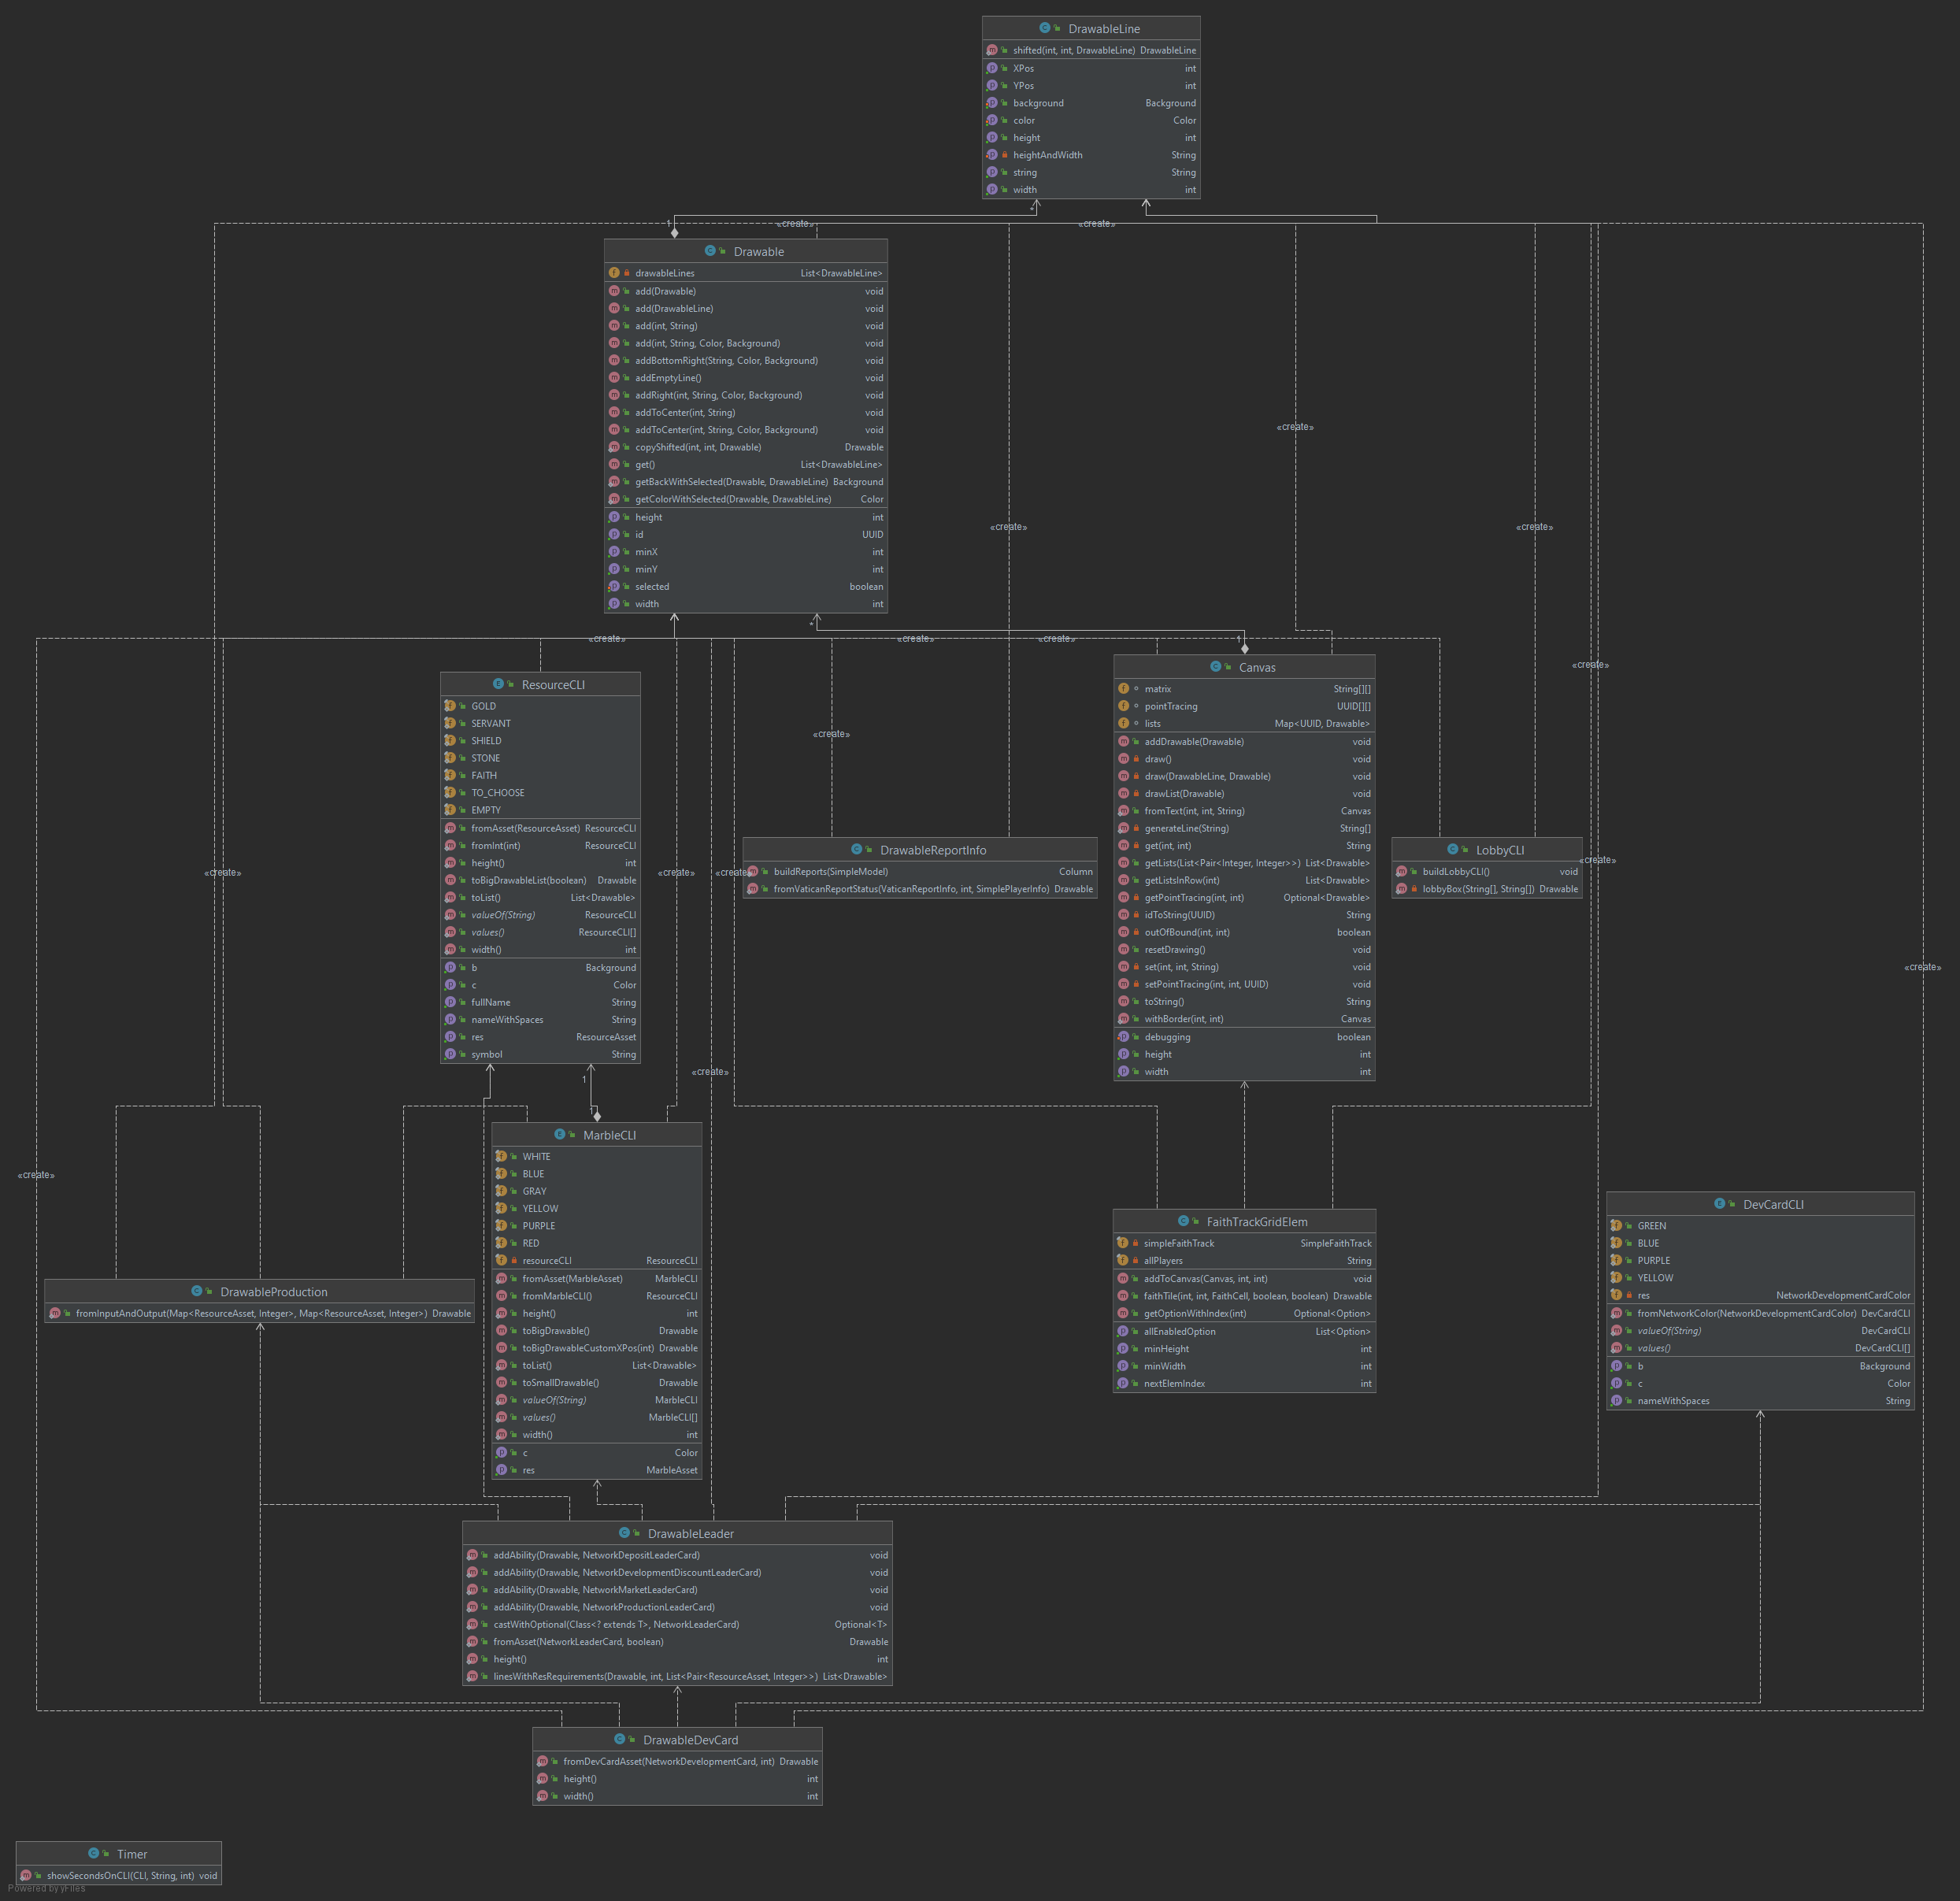 DrawableLine
shifted(int, int, DrawableLine) DrawableLine
XPos int
YPos int
background Background
color Color
height int
heightAndWidth String
string String
width int
*
1
«create»
«create»
Drawable
drawableLines List<DrawableLine>
add(Drawable) void
add(DrawableLine) void
add(int, String) void
add(int, String, Color, Background) void
addBottomRight(String, Color, Background) void
addEmptyLine() void
addRight(int, String, Color, Background) void
addToCenter(int, String) void
addToCenter(int, String, Color, Background) void
copyShifted(int, int, Drawable) Drawable
get() List<DrawableLine>
getBackWithSelected(Drawable, DrawableLine) Background
getColorWithSelected(Drawable, DrawableLine) Color
height int
id UUID
minX int
minY int
selected boolean
width int
«create»
«create»
«create»
*
«create»
«create»
«create»
1
«create»
ResourceCLI
GOLD
SERVANT
SHIELD
STONE
FAITH
TO_CHOOSE
EMPTY
fromAsset(ResourceAsset) ResourceCLI
fromInt(int) ResourceCLI
height() int
toBigDrawableList(boolean) Drawable
toList() List<Drawable>
valueOf(String) ResourceCLI
values() ResourceCLI[]
width() int
b Background
c Color
fullName String
nameWithSpaces String
res ResourceAsset
symbol String
Canvas
matrix String[][]
pointTracing UUID[][]
lists Map<UUID, Drawable>
addDrawable(Drawable) void
draw() void
draw(DrawableLine, Drawable) void
drawList(Drawable) void
fromText(int, int, String) Canvas
generateLine(String) String[]
get(int, int) String
getLists(List<Pair<Integer, Integer>>) List<Drawable>
getListsInRow(int) List<Drawable>
getPointTracing(int, int) Optional<Drawable>
idToString(UUID) String
outOfBound(int, int) boolean
resetDrawing() void
set(int, int, String) void
setPointTracing(int, int, UUID) void
toString() String
withBorder(int, int) Canvas
debugging boolean
height int
width int
«create»
DrawableReportInfo
buildReports(SimpleModel) Column
fromVaticanReportStatus(VaticanReportInfo, int, SimplePlayerInfo) Drawable
LobbyCLI
buildLobbyCLI() void
lobbyBox(String[], String[]) Drawable
«create»
«create»
«create»
«create»
«create»
«create»
1
1
MarbleCLI
WHITE
BLUE
GRAY
YELLOW
PURPLE
RED
resourceCLI ResourceCLI
fromAsset(MarbleAsset) MarbleCLI
fromMarbleCLI() ResourceCLI
height() int
toBigDrawable() Drawable
toBigDrawableCustomXPos(int) Drawable
toList() List<Drawable>
toSmallDrawable() Drawable
valueOf(String) MarbleCLI
values() MarbleCLI[]
width() int
c Color
res MarbleAsset
«create»
FaithTrackGridElem
simpleFaithTrack SimpleFaithTrack
allPlayers String
addToCanvas(Canvas, int, int) void
faithTile(int, int, FaithCell, boolean, boolean) Drawable
getOptionWithIndex(int) Optional<Option>
allEnabledOption List<Option>
minHeight int
minWidth int
nextElemIndex int
DevCardCLI
GREEN
BLUE
PURPLE
YELLOW
res NetworkDevelopmentCardColor
fromNetworkColor(NetworkDevelopmentCardColor) DevCardCLI
valueOf(String) DevCardCLI
values() DevCardCLI[]
b Background
c Color
nameWithSpaces String
DrawableProduction
fromInputAndOutput(Map<ResourceAsset, Integer>, Map<ResourceAsset, Integer>) Drawable
DrawableLeader
addAbility(Drawable, NetworkDepositLeaderCard) void
addAbility(Drawable, NetworkDevelopmentDiscountLeaderCard) void
addAbility(Drawable, NetworkMarketLeaderCard) void
addAbility(Drawable, NetworkProductionLeaderCard) void
castWithOptional(Class<? extends T>, NetworkLeaderCard) Optional<T>
fromAsset(NetworkLeaderCard, boolean) Drawable
height() int
linesWithResRequirements(Drawable, int, List<Pair<ResourceAsset, Integer>>) List<Drawable>
DrawableDevCard
fromDevCardAsset(NetworkDevelopmentCard, int) Drawable
height() int
width() int
Timer
showSecondsOnCLI(CLI, String, int) void
Powered by yFiles